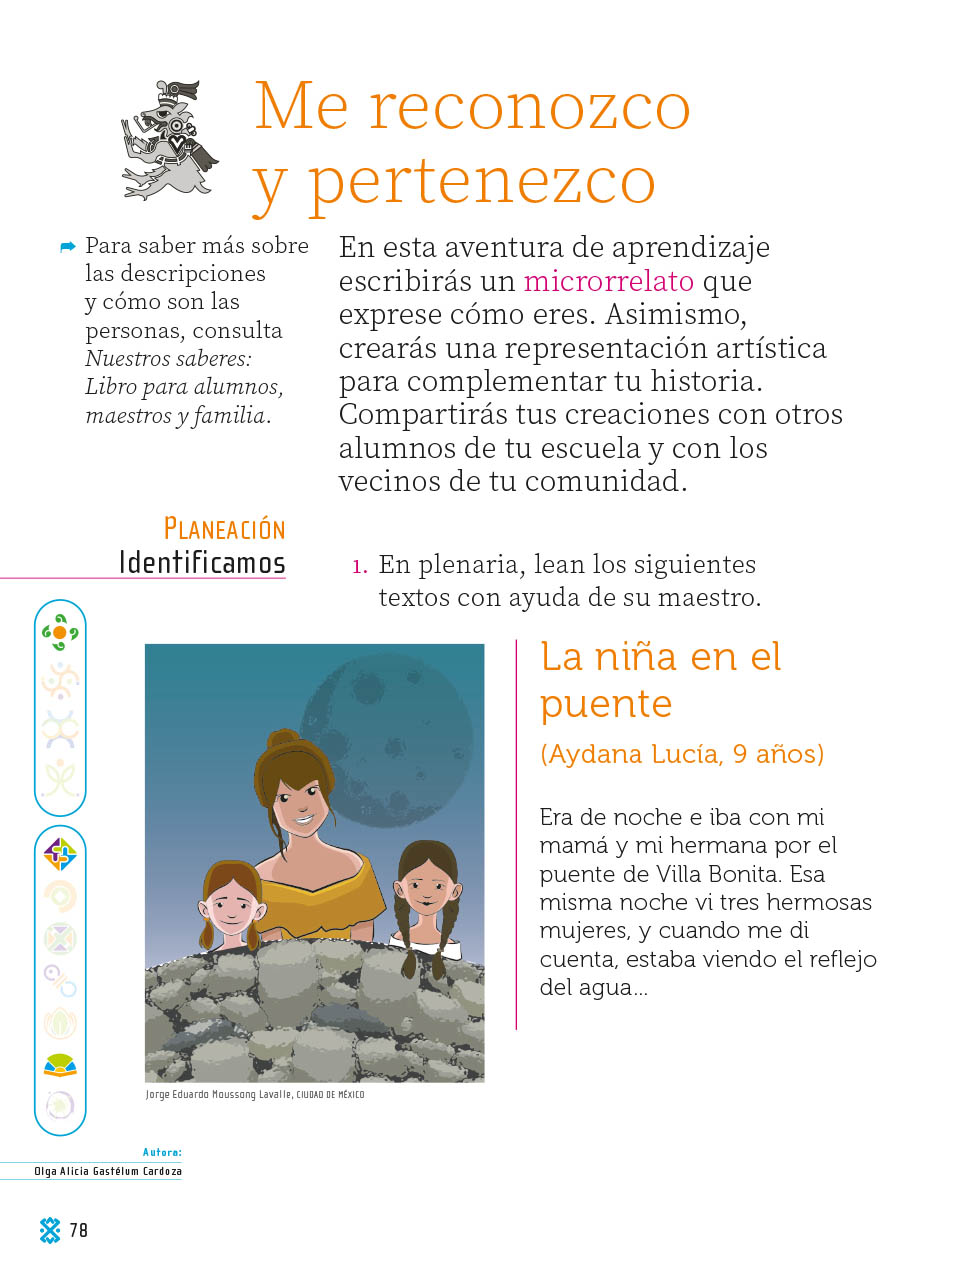 Me reconozco
y pertenezco
Para saber más sobre
las descripciones
y cómo son las
personas, consulta
Nuestros saberes:
Libro para alumnos,
maestros y familia.
En esta aventura de aprendizaje
escribirás un microrrelato que
exprese cómo eres. Asimismo,
crearás una representación artística
para complementar tu historia.
Compartirás tus creaciones con otros
alumnos de tu escuela y con los
vecinos de tu comunidad.
PLANEACIÓN
Identificamos
1. En plenaria, lean los siguientes
textos con ayuda de su maestro.
La niña en el
puente
(Aydana Lucía, 9 años)
Era de noche e iba con mi
mamá y mi hermana por el
puente de Villa Bonita. Esa
misma noche vi tres hermosas
mujeres, y cuando me di
cuenta, estaba viendo el reflejo
del agua...
Jorge Eduardo Moussong Lavalle, CIUDAD DE MÉXICO
Autora:
Olga Alicia Gastélum Cardoza
78